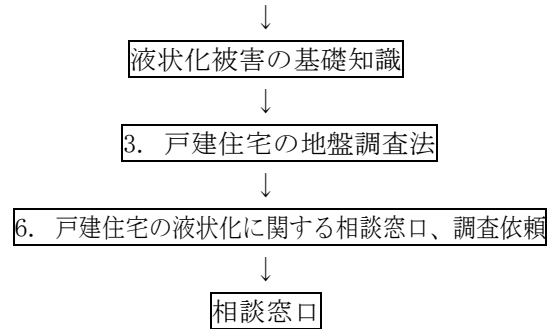 ↓
液状化被害の基礎知識
↓
3. 戸建住宅の地盤調査法
↓
6. 戸建住宅の液状化に関する相談窓口、調査依頼
↓
相談窓口